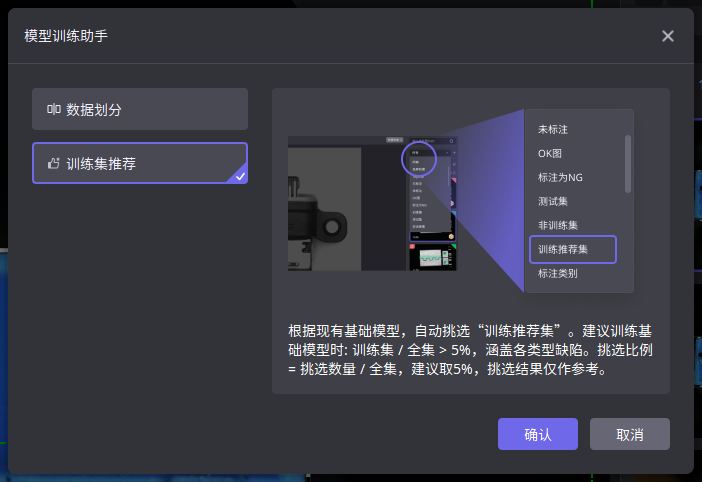 模型训练助手
数据划分
训练集推荐
未标注
OK图
标注为NG
测试集
非训练集
训练推荐集
标注类别
根据现有基础模型，自动挑选“训练推荐集”。建议训练基
础模型时: 训练集 / 全集 > 5%，涵盖各类型缺陷。挑选比例
= 挑选数量 / 全集，建议取5%，挑选结果仅作参考。
确认
取消